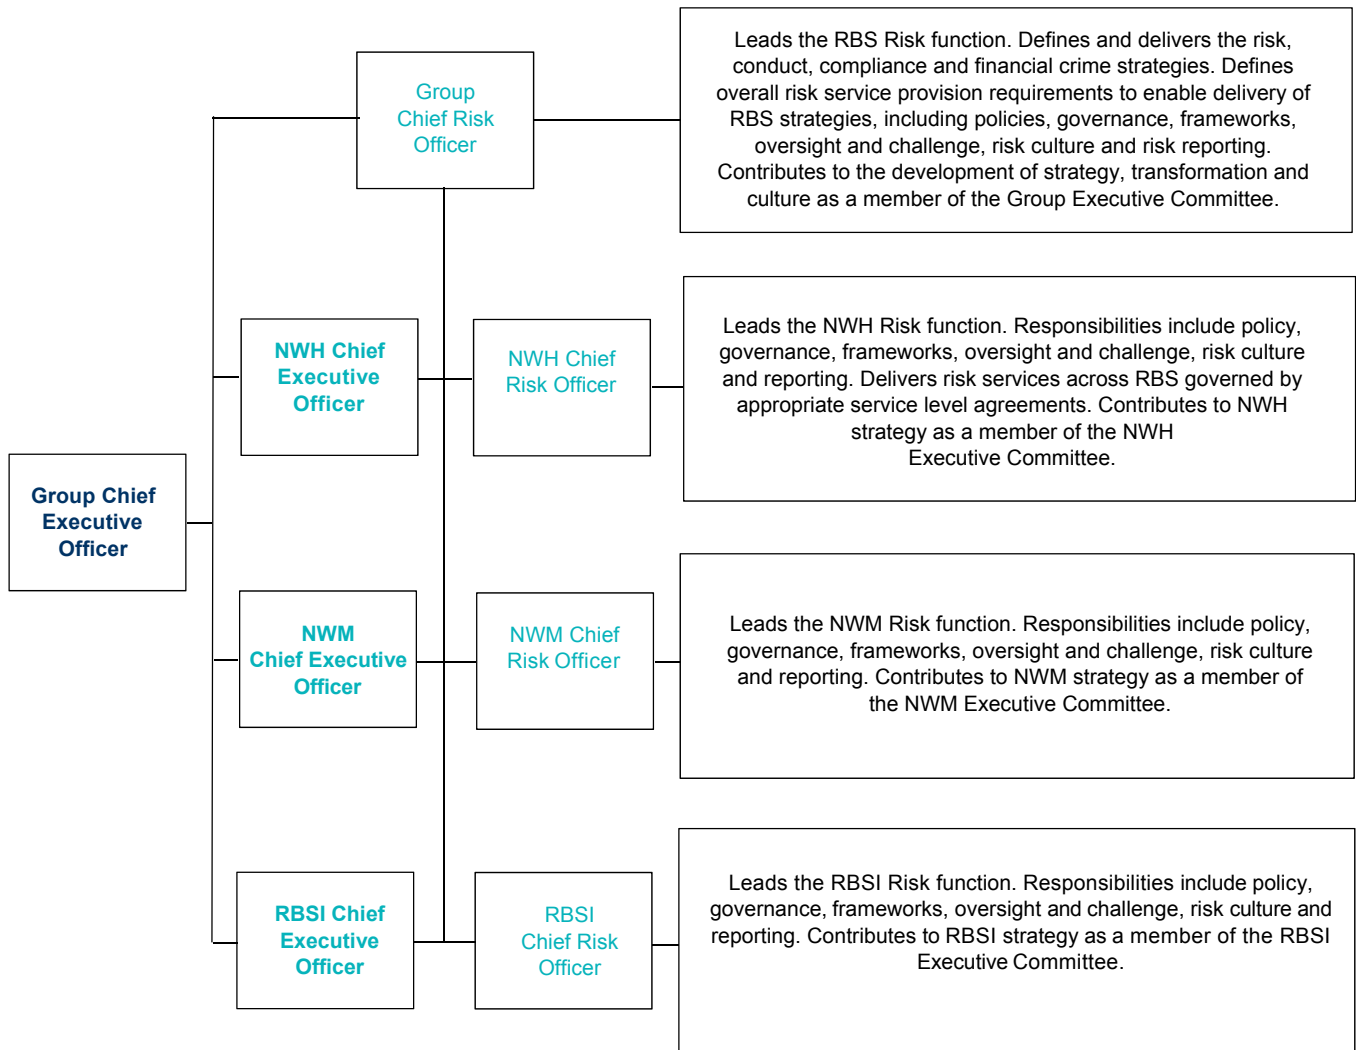 Group
Chief Risk
Officer
Leads the RBS Risk function. Defines and delivers the risk,
conduct, compliance and financial crime strategies. Defines
overall risk service provision requirements to enable delivery of
RBS strategies, including policies, governance, frameworks,
oversight and challenge, risk culture and risk reporting.
Contributes to the development of strategy, transformation and
culture as a member of the Group Executive Committee.
NWH Chief
Executive
Officer
NWH Chief
Risk Officer
Leads the NWH Risk function. Responsibilities include policy,
governance, frameworks, oversight and challenge, risk culture
and reporting. Delivers risk services across RBS governed by
appropriate service level agreements. Contributes to NWH
strategy as a member of the NWH
Executive Committee.
Group Chief
Executive
Officer
NWM
Chief Executive
Officer
NWM Chief
Risk Officer
Leads the NWM Risk function. Responsibilities include policy,
governance, frameworks, oversight and challenge, risk culture
and reporting. Contributes to NWM strategy as a member of
the NWM Executive Committee.
RBSI Chief
Executive
Officer
RBSI
Chief Risk
Officer
Leads the RBSI Risk function. Responsibilities include policy,
governance, frameworks, oversight and challenge, risk culture and
reporting. Contributes to RBSI strategy as a member of the RBSI
Executive Committee.